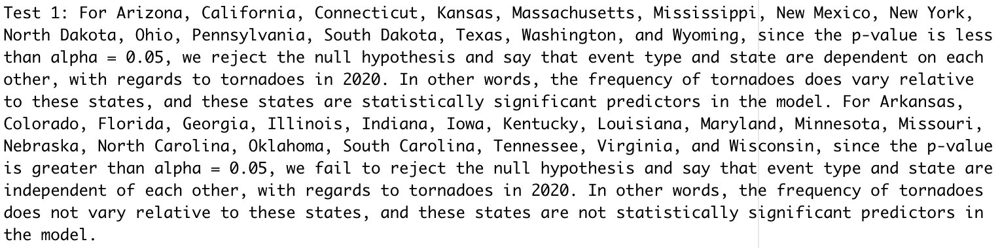 Test 1: For Arizona, California, Connecticut, Kansas, Massachusetts, Mississippi, New Mexico, New York,
North Dakota, Ohio, Pennsylvania, South Dakota, Texas, Washington, and Wyoming, since the p-value is less
than alpha = 0.05, we reject the null hypothesis and say that event type and state are dependent on each
other, with regards to tornadoes in 2020. In other words, the frequency of tornadoes does vary relative
to these states, and these states are statistically significant predictors in the model. For Arkansas,
Colorado, Florida, Georgia, Illinois, Indiana, Iowa, Kentucky, Louisiana, Maryland, Minnesota, Missouri,
Nebraska, North Carolina, Oklahoma, South Carolina, Tennessee, Virginia, and Wisconsin, since the p-value
is greater than alpha = 0.05, we fail to reject the null hypothesis and say that event type and state are
independent of each other, with regards to tornadoes in 2020. In other words, the frequency of tornadoes
does not vary relative to these states, and these states are not statistically significant predictors in
the model.